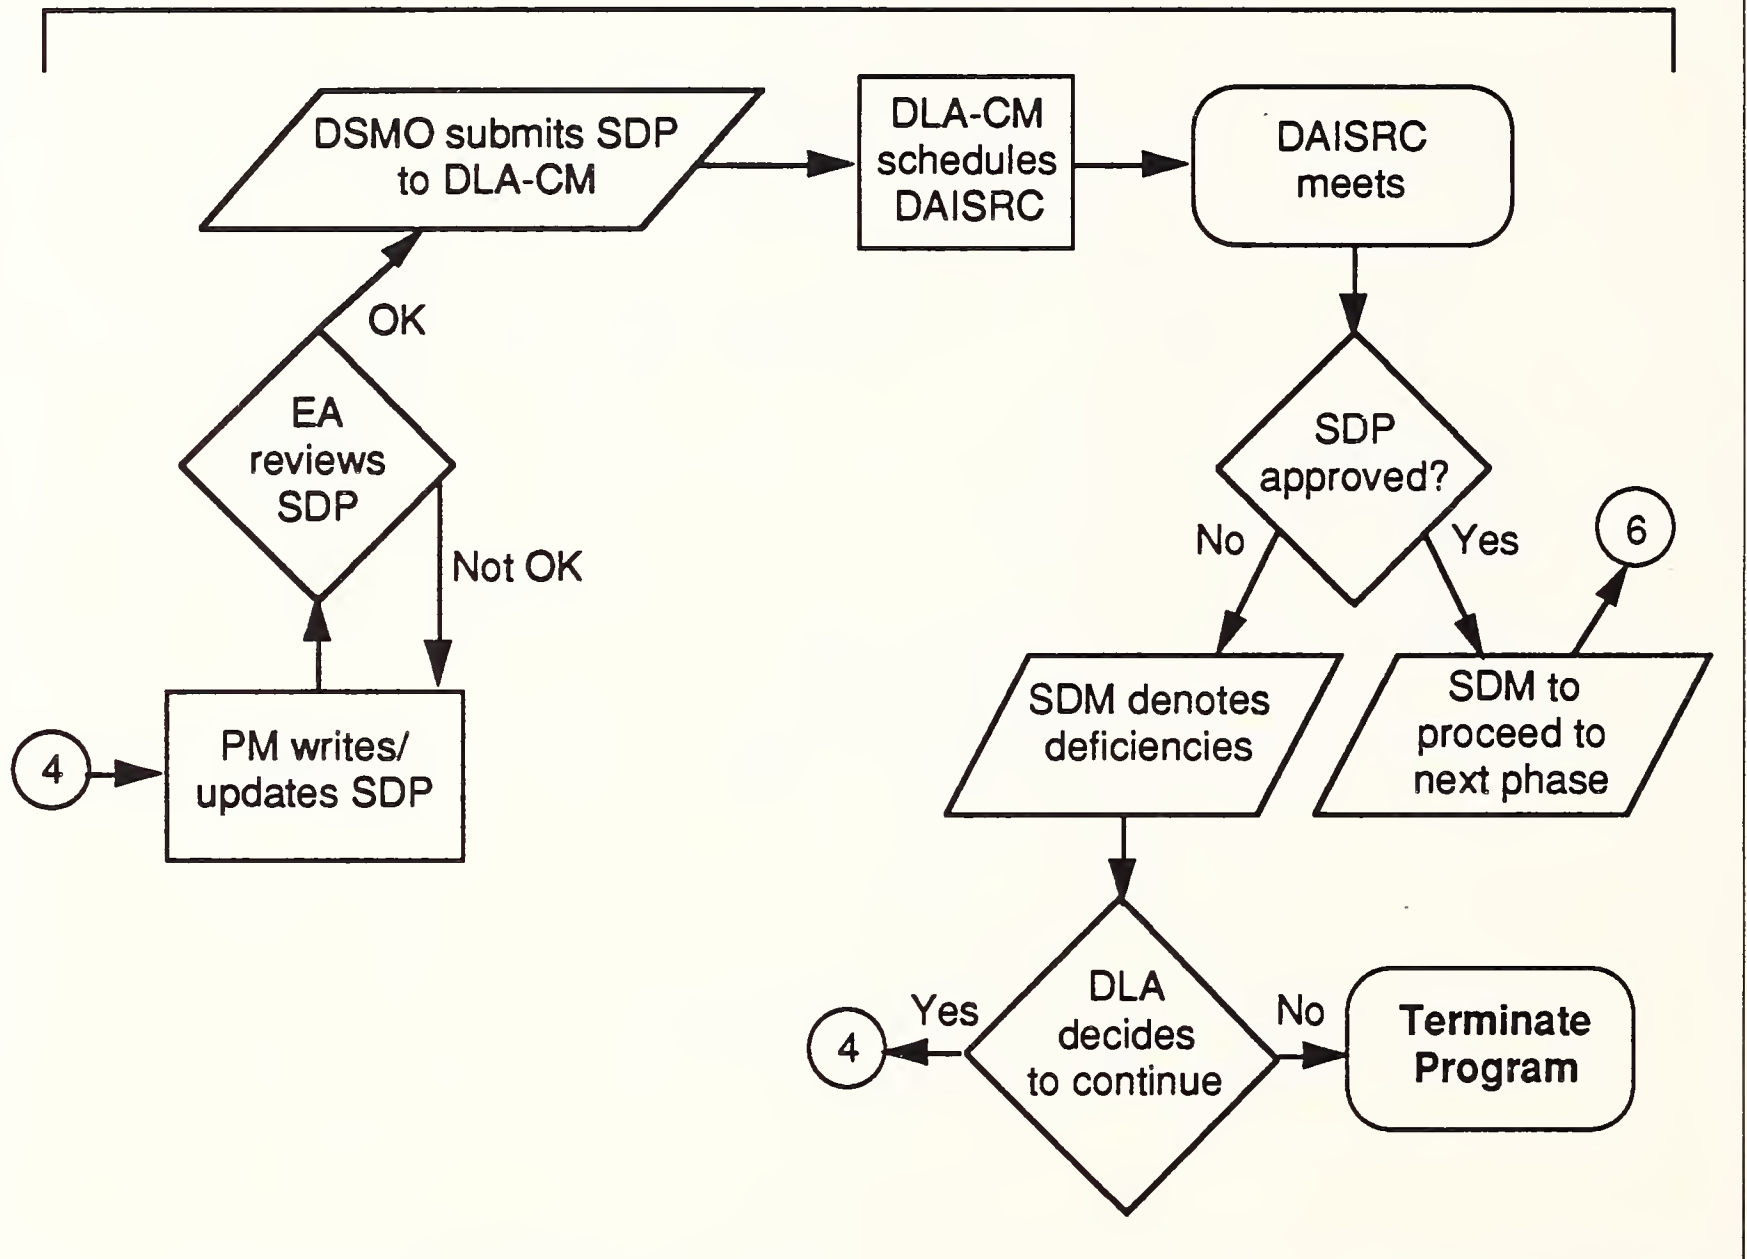 DSMO submits SDP
to DLA-CM
DLA-CM
schedules
DAISRC
DAISRC
meets
OK
EA
reviews
SDP
Not OK
4
PM writes/
updates SDP
SDP
approved?
No
Yes
6
SDM denotes
deficiencies
SDM to
proceed to
next phase
DLA
decides
to continue
Yes
4
No
Terminate
Program